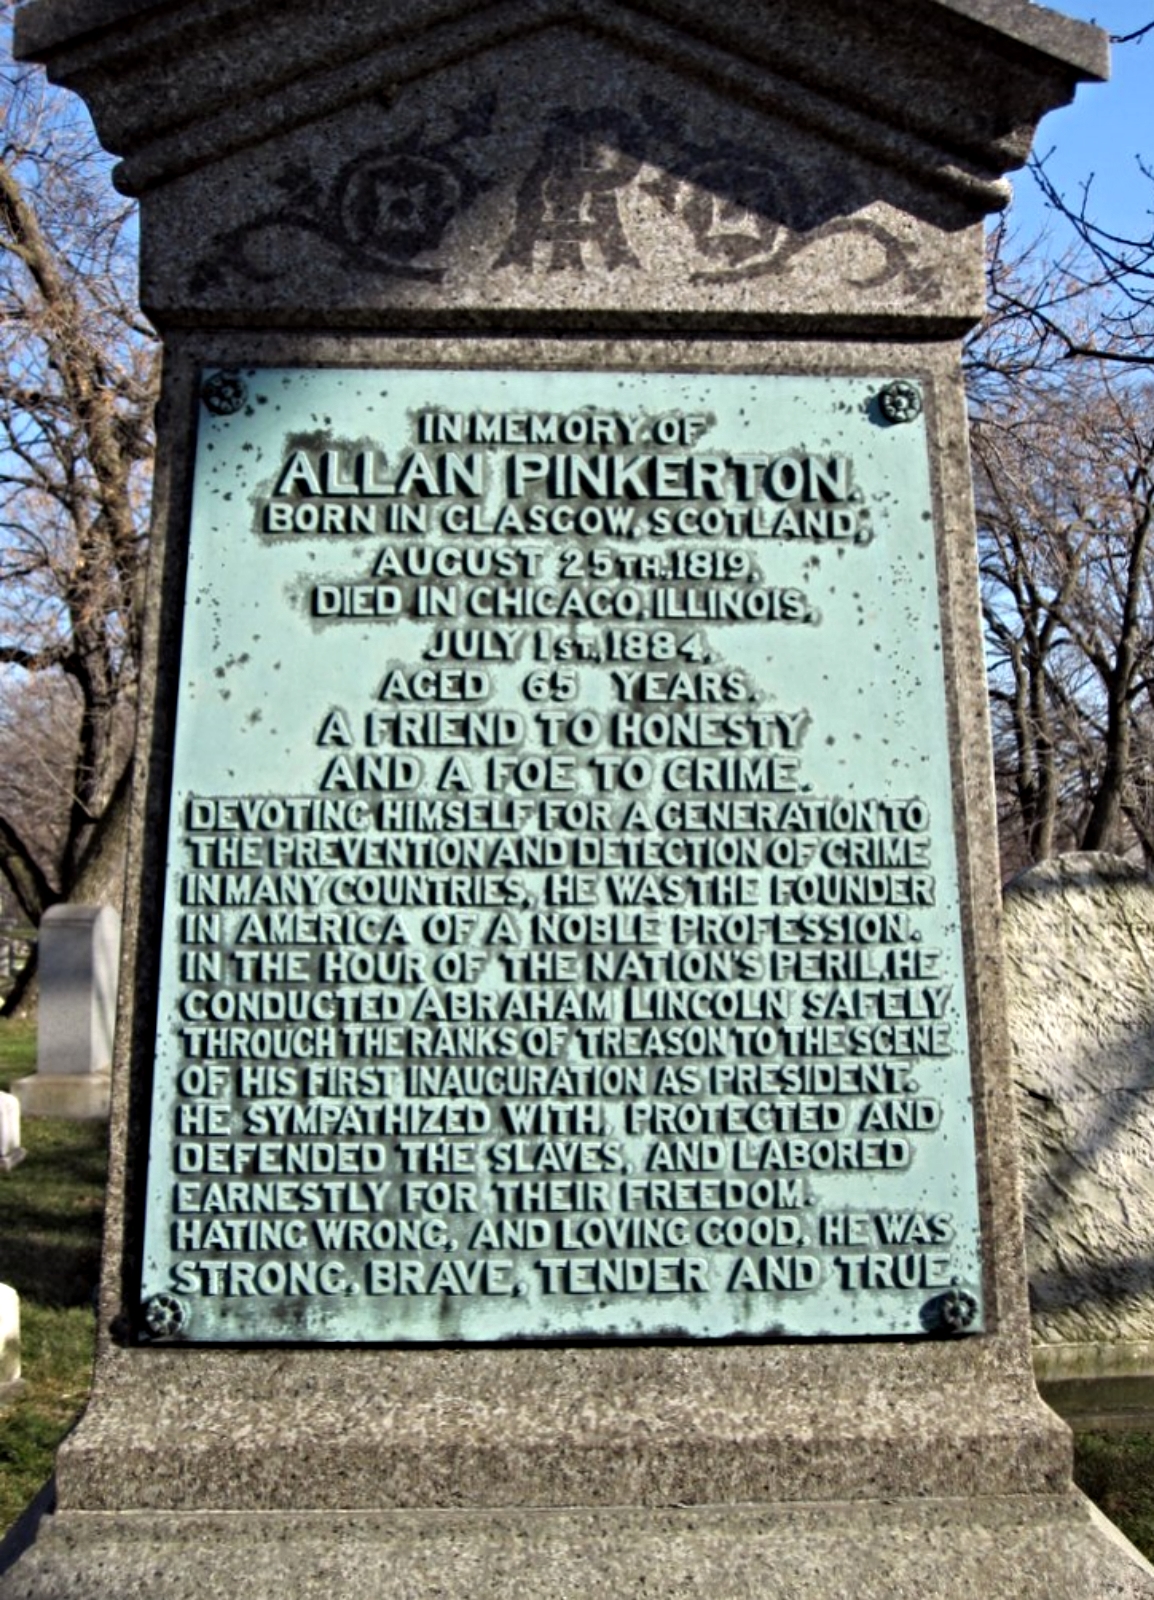 AP
IN MEMORY OF
ALLAN PINKERTON.
BORN IN GLASGOW, SCOTLAND,
AUGUST 25TH, 1819,
DIED IN CHICAGO, ILLINOIS,
JULY 1ST, 1884,
AGED 65 YEARS.
A FRIEND TO HONESTY
AND A FOE TO CRIME.
DEVOTING HIMSELF FOR A GENERATION TO
THE PREVENTION AND DETECTION OF CRIME
IN MANY COUNTRIES, HE WAS THE FOUNDER
IN AMERICA OF A NOBLE PROFESSION.
IN THE HOUR OF THE NATION'S PERIL, HE
CONDUCTED ABRAHAM LINCOLN SAFELY
THROUGH THE RANKS OF TREASON TO THE SCENE
OF HIS FIRST INAUGURATION AS PRESIDENT.
HE SYMPATHIZED WITH, PROTECTED AND
DEFENDED THE SLAVES, AND LABORED
EARNESTLY FOR THEIR FREEDOM.
HATING WRONG, AND LOVING GOOD, HE WAS
STRONG, BRAVE, TENDER AND TRUE.